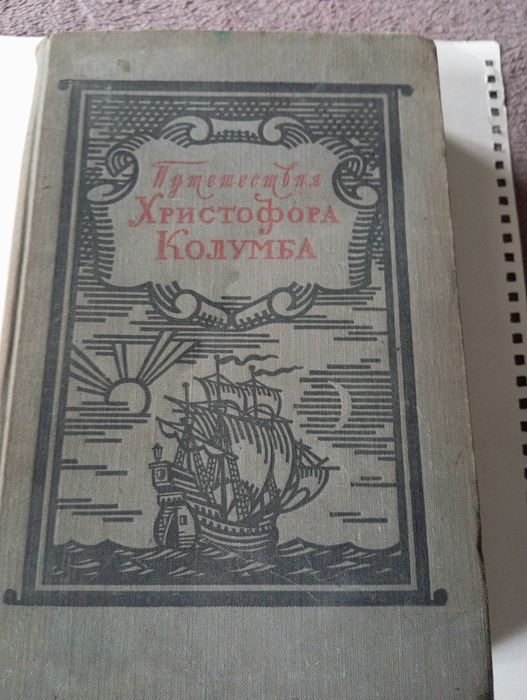 Путешествия
Христофора
Колумба